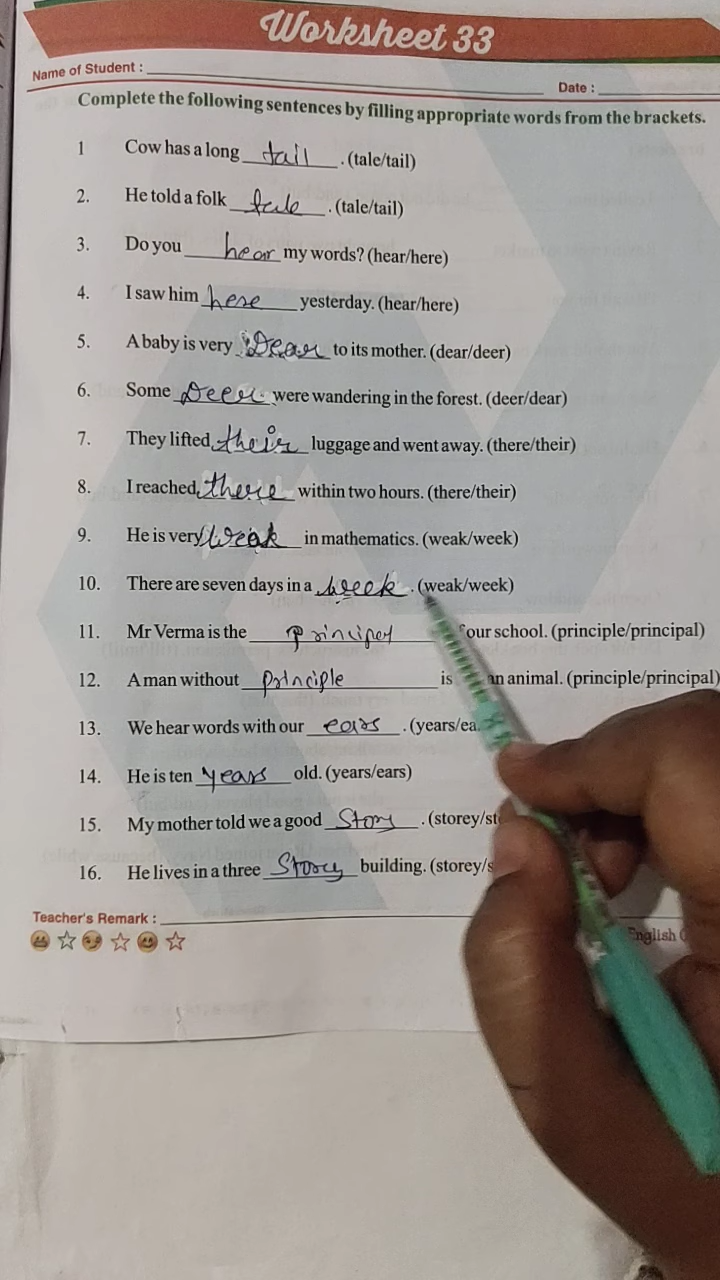 Worksheet 33
Name of Student :
Date :
Complete the following sentences by filling appropriate words from the brackets.
1 Cow has a long tail . (tale/tail)
2. He told a folk tale . (tale/tail)
3. Do you hear my words? (hear/here)
4. I saw him here yesterday. (hear/here)
5. A baby is very Dear to its mother. (dear/deer)
6. Some Deer were wandering in the forest. (deer/dear)
7. They lifted their luggage and went away. (there/their)
8. I reached there within two hours. (there/their)
9. He is very weak in mathematics. (weak/week)
10. There are seven days in a week . (weak/week)
11. Mr Verma is the principal our school. (principle/principal)
12. A man without principle is an animal. (principle/principal)
13. We hear words with our ears . (years/ea
14. He is ten years old. (years/ears)
15. My mother told we a good Story . (storey/st
16. He lives in a three Storey building. (storey/s
Teacher's Remark :
English